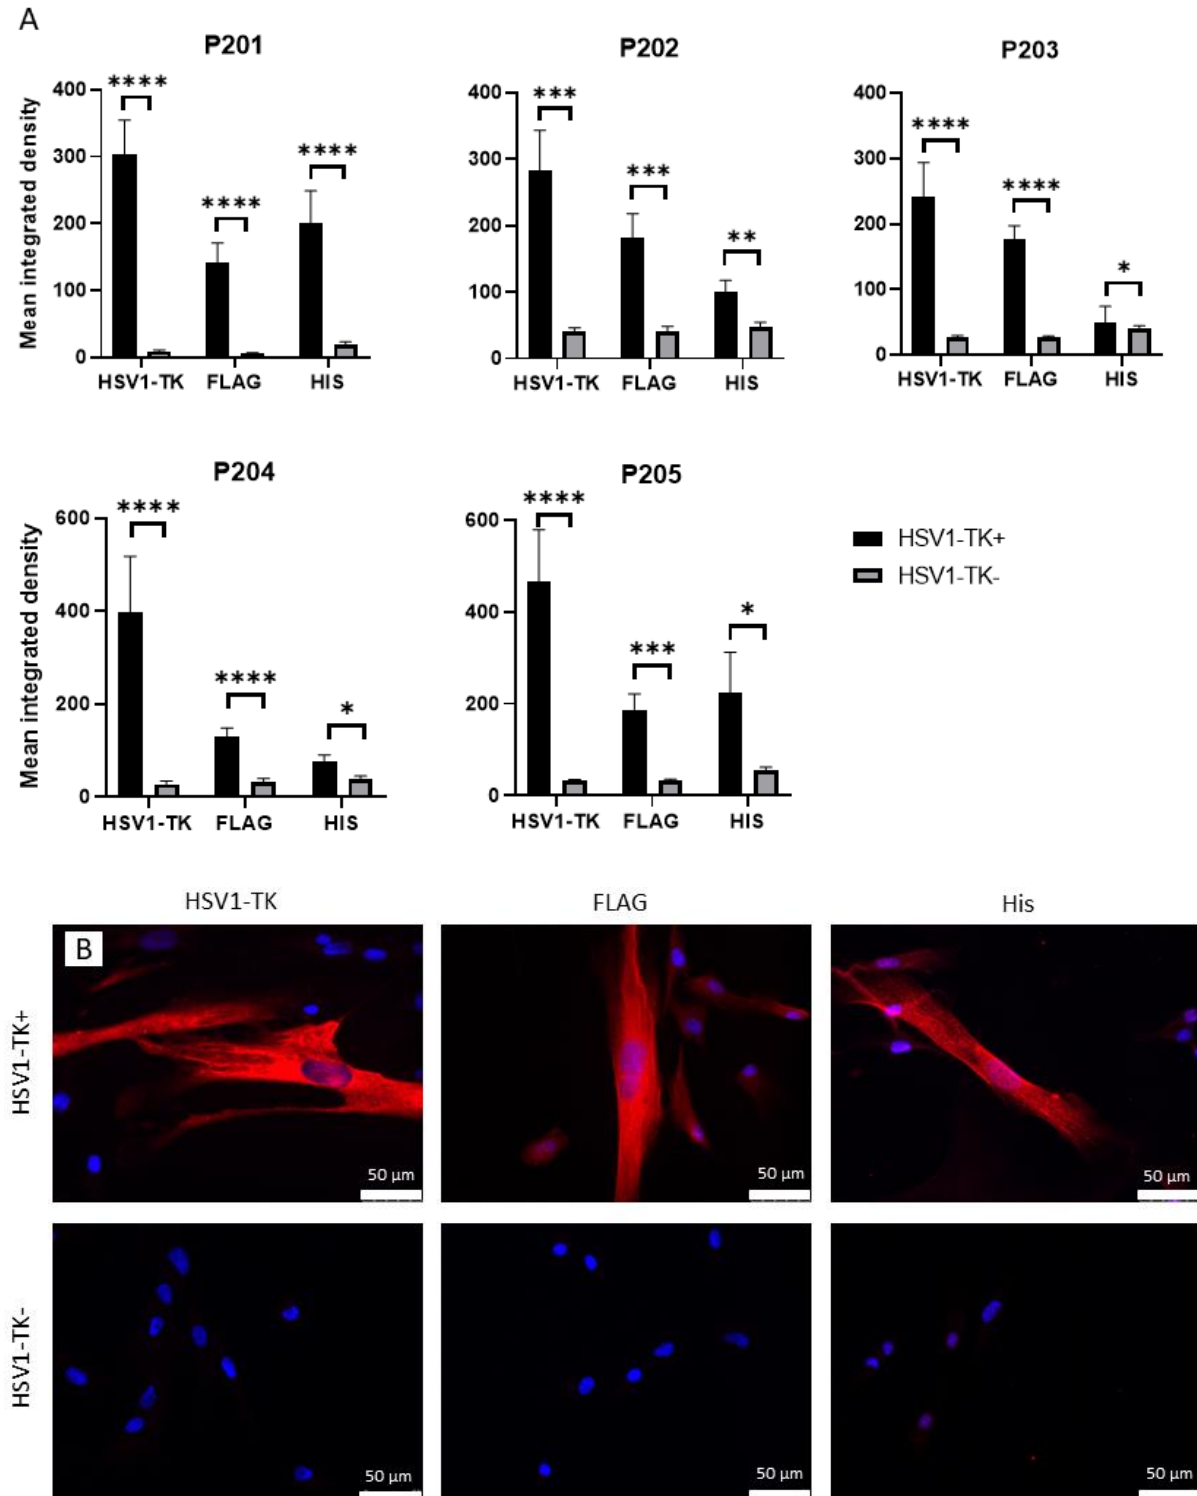 A
P201
P202
P203
Mean integrated density
400
300
200
100
0
****
****
****
HSV1-TK
FLAG
HIS
400
300
200
100
0
***
***
**
HSV1-TK
FLAG
HIS
400
300
200
100
0
****
****
*
HSV1-TK
FLAG
HIS
P204
P205
Mean integrated density
600
400
200
0
****
****
*
HSV1-TK
FLAG
HIS
600
400
200
0
****
***
*
HSV1-TK
FLAG
HIS
HSV1-TK+
HSV1-TK-
HSV1-TK
FLAG
His
B
HSV1-TK+
50 µm
50 µm
50 µm
HSV1-TK-
50 µm
50 µm
50 µm